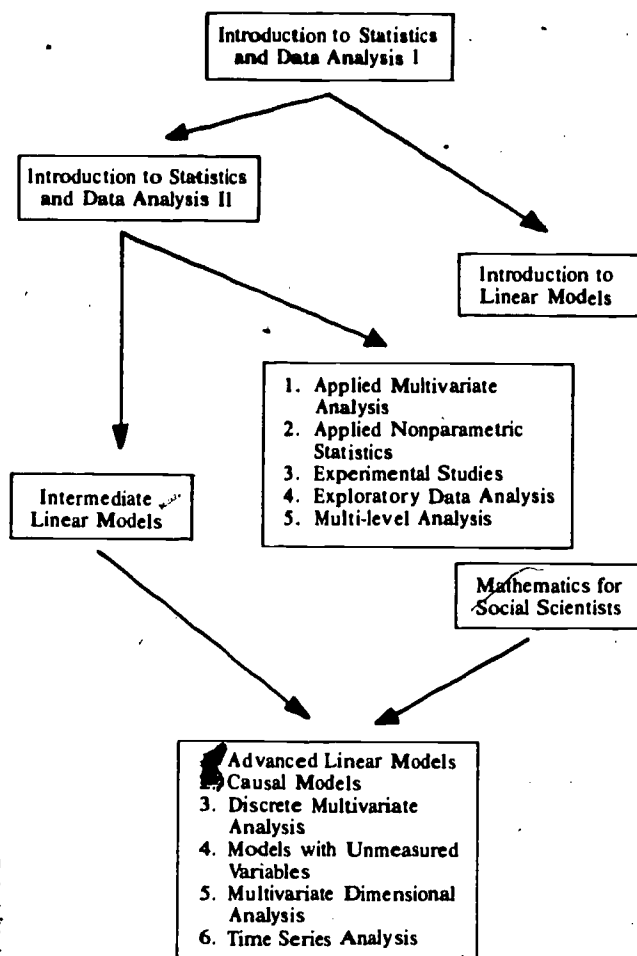 Introduction to Statistics
and Data Analysis I
Introduction to Statistics
and Data Analysis II
Introduction to
Linear Models
1. Applied Multivariate
Analysis
2. Applied Nonparametric
Statistics
3. Experimental Studies
4. Exploratory Data Analysis
5. Multi-level Analysis
Intermediate
Linear Models
Mathematics for
Social Scientists
Advanced Linear Models
2. Causal Models
3. Discrete Multivariate
Analysis
4. Models with Unmeasured
Variables
5. Multivariate Dimensional
Analysis
6. Time Series Analysis